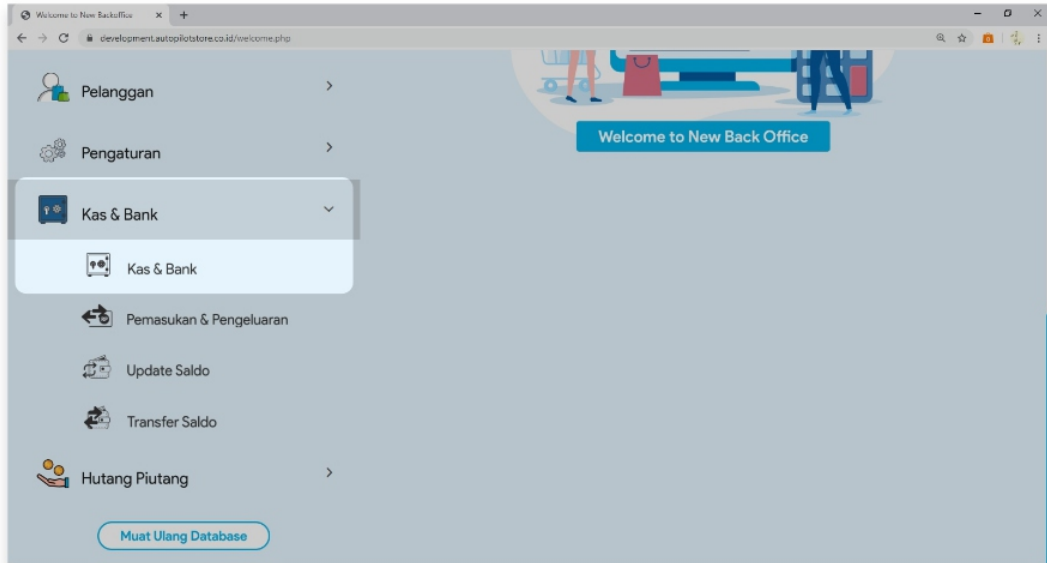 Welcome to New Backoffice
development.autopilotstore.co.id/welcome.php
Pelanggan
Welcome to New Back Office
Pengaturan
Kas & Bank
Kas & Bank
Pemasukan & Pengeluaran
Update Saldo
Transfer Saldo
Hutang Piutang
Muat Ulang Database